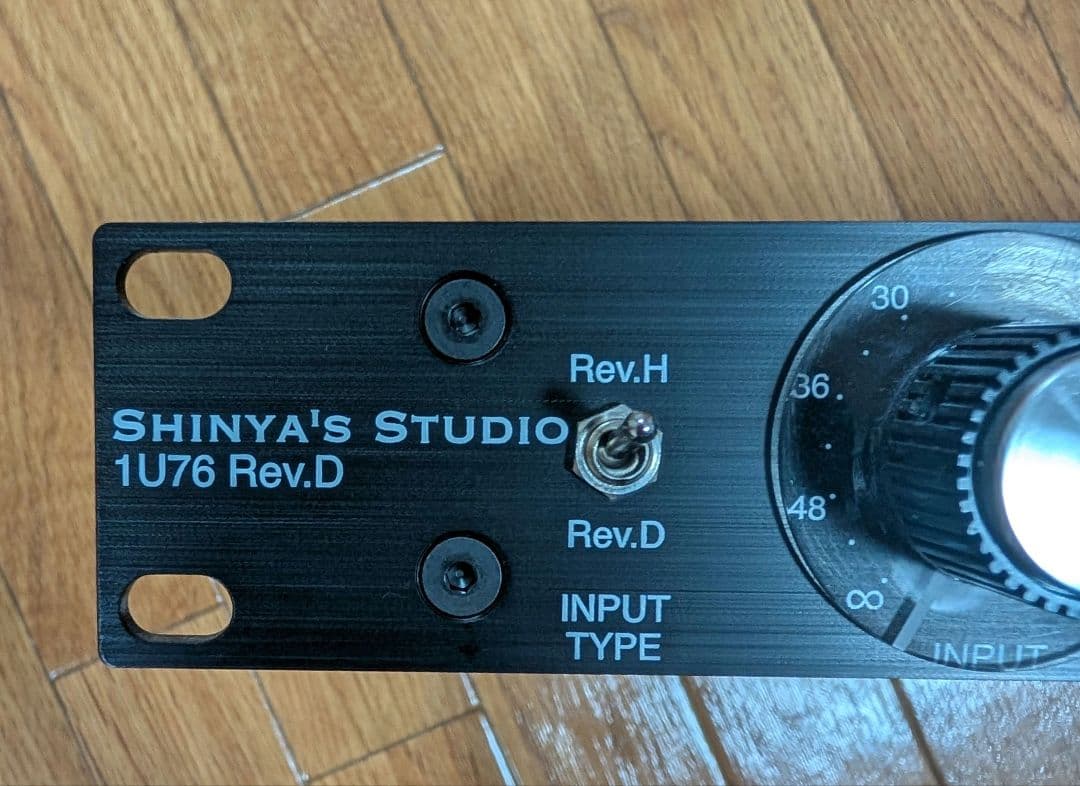 SHINYA'S STUDIO
1U76 Rev.D
Rev.H
Rev.D
INPUT
TYPE
30
36
48
∞
INPUT